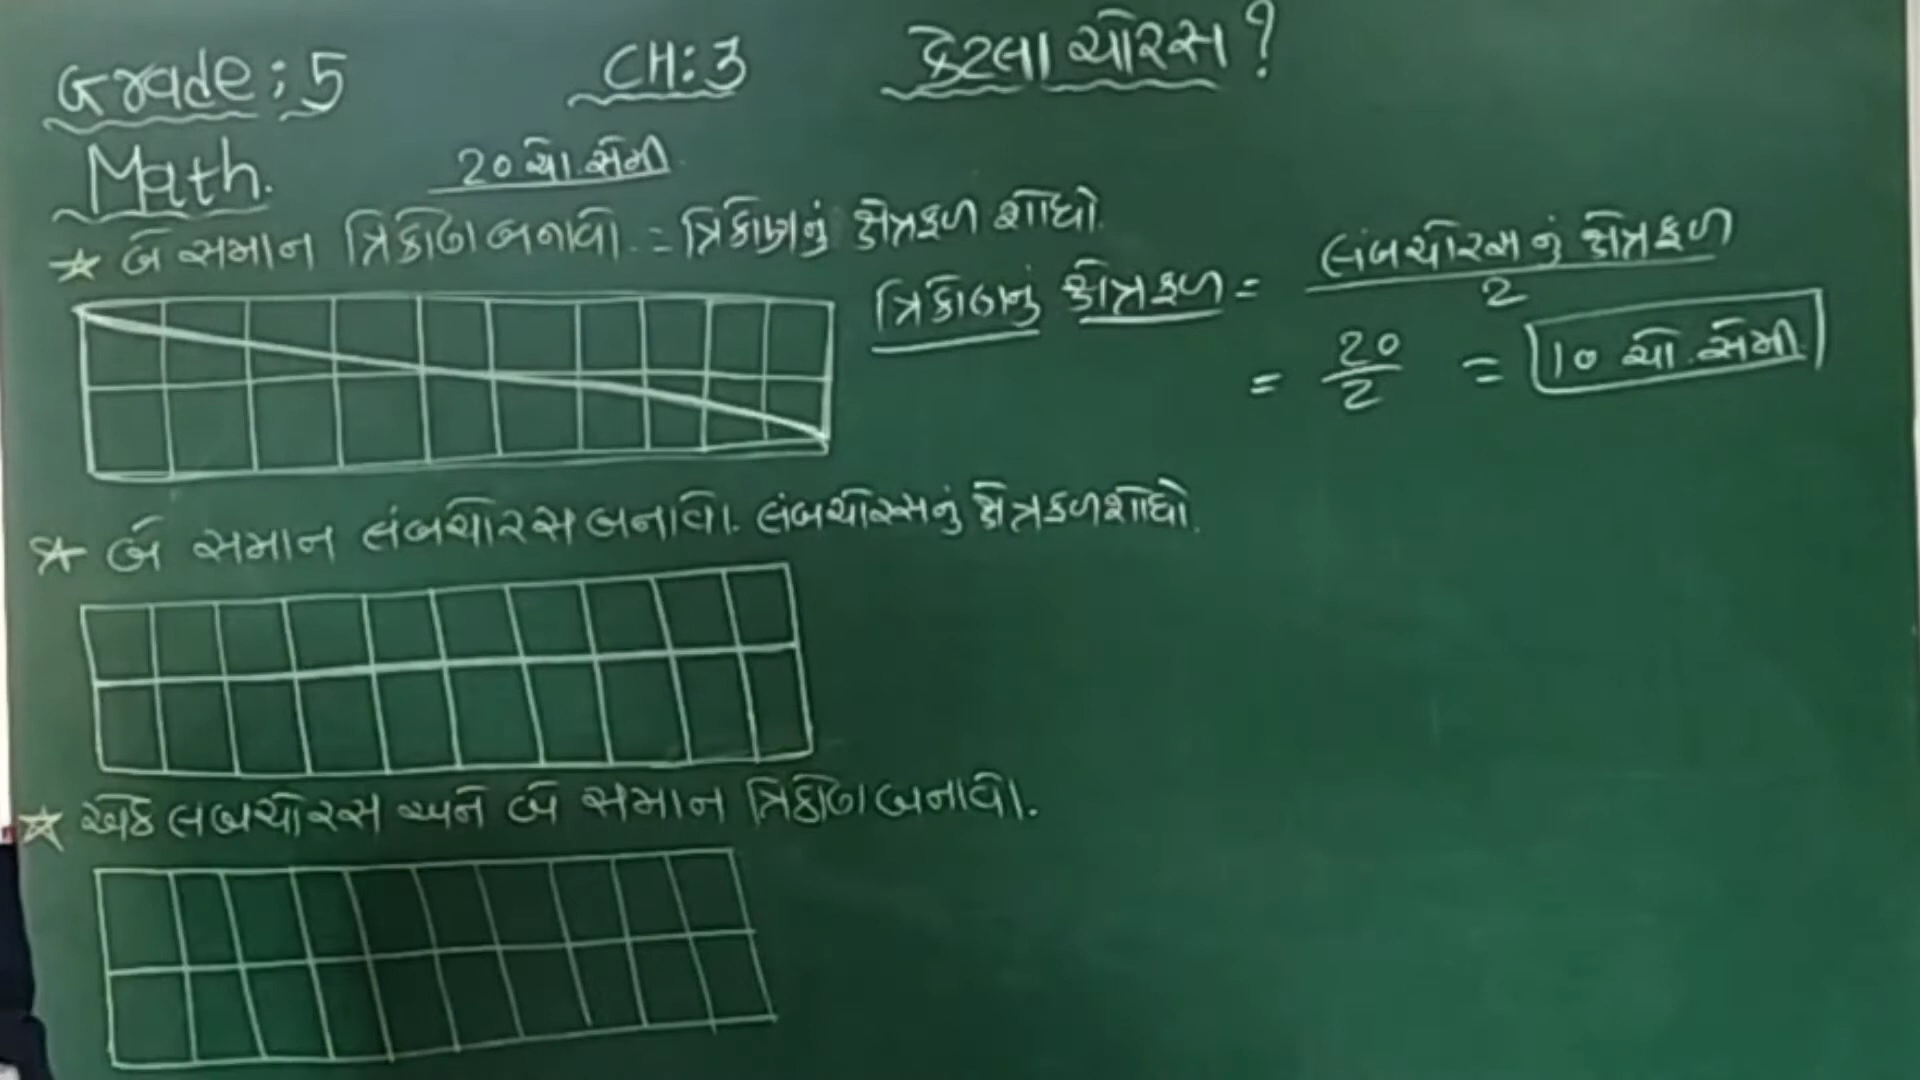 Grade: 5 CH: 3 કેટલા ચોરસ?
Math.
20 ચો. સેમી
☆ બે સમાન ત્રિકોણ બનાવો. = ત્રિકોણનું ક્ષેત્રફળ શોધો.
ત્રિકોણનું ક્ષેત્રફળ = લંબચોરસનું ક્ષેત્રફળ
2
= 20 = 10 ચો. સેમી
2
☆ બે સમાન લંબચોરસ બનાવો. લંબચોરસનું ક્ષેત્રફળ શોધો.
☆ એક લબચોરસ અને બે સમાન ત્રિકોણ બનાવો.